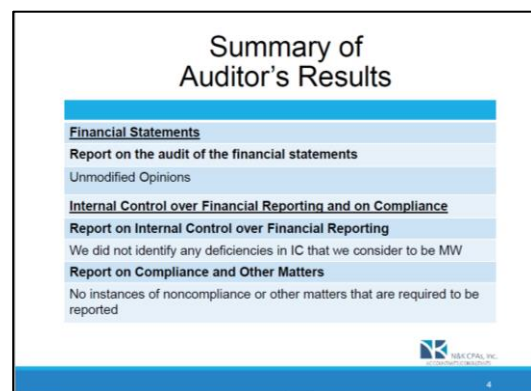 Summary of
Auditor's Results
Financial Statements
Report on the audit of the financial statements
Unmodified Opinions
Internal Control over Financial Reporting and on Compliance
Report on Internal Control over Financial Reporting
We did not identify any deficiencies in IC that we consider to be MW
Report on Compliance and Other Matters
No instances of noncompliance or other matters that are required to be
reported
N&K CPAs, Inc.
ACCOUNTANTS|CONSULTANTS
4